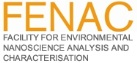 FENAC
FACILITY FOR ENVIRONMENTAL
NANOSCIENCE ANALYSIS AND
CHARACTERISATION